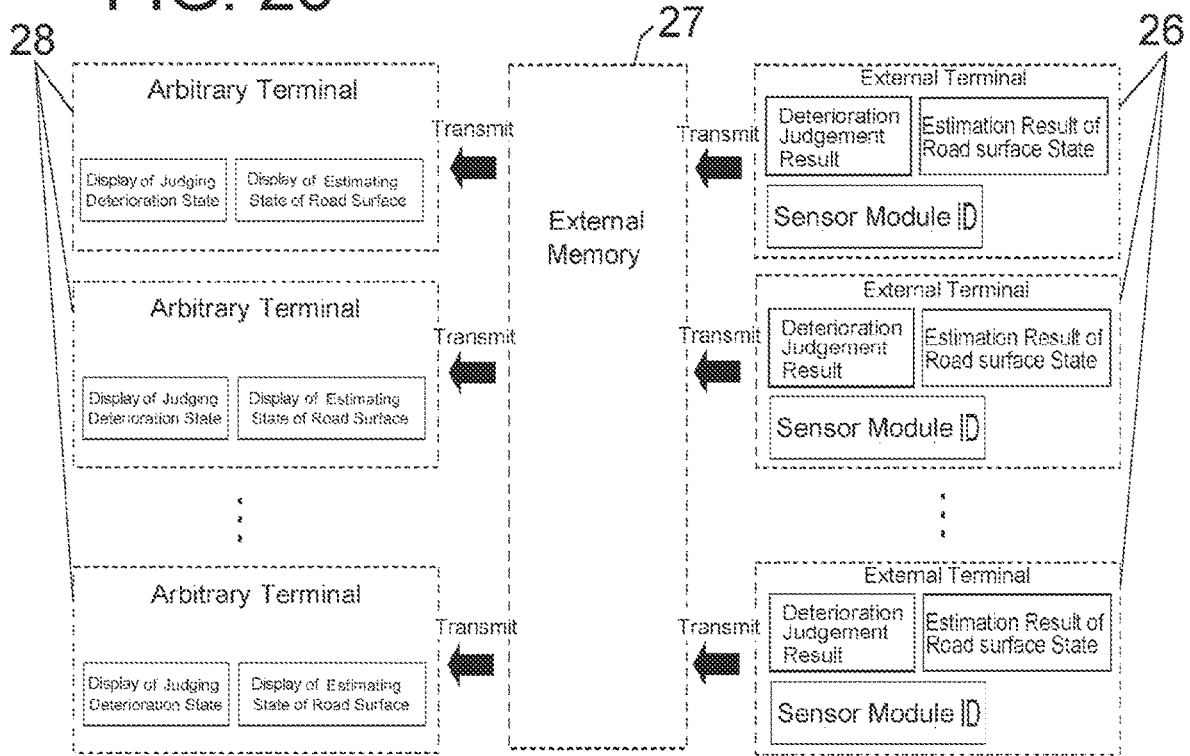 28
27
26
Arbitrary Terminal
Display of Judging
Deterioration State
Display of Estimating
State of Road Surface
Transmit
External
Memory
Transmit
External Terminal
Deterioration
Judgement
Result
Estimation Result of
Road surface State
Sensor Module ID
Arbitrary Terminal
Display of Judging
Deterioration State
Display of Estimating
State of Road Surface
Transmit
Transmit
External Terminal
Deterioration
Judgement
Result
Estimation Result of
Road surface State
Sensor Module ID
Arbitrary Terminal
Display of Judging
Deterioration State
Display of Estimating
State of Road Surface
Transmit
Transmit
External Terminal
Deterioration
Judgement
Result
Estimation Result of
Road surface State
Sensor Module ID